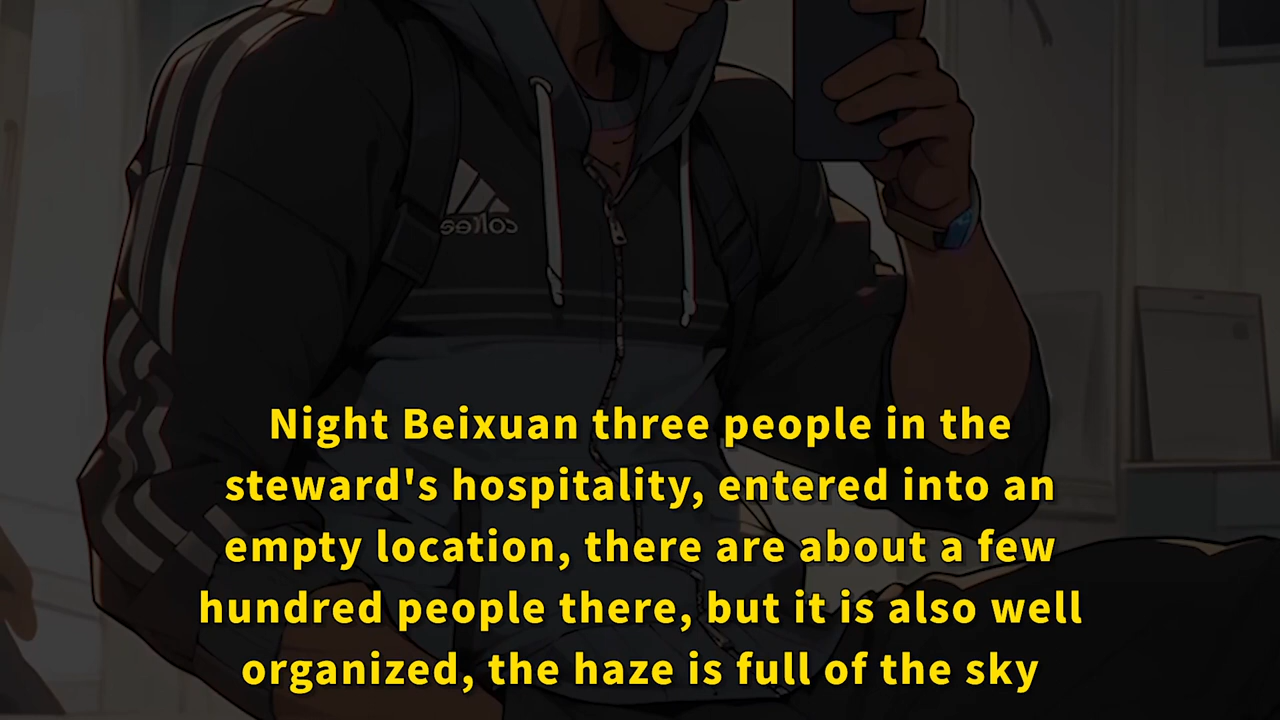 Night Beixuan three people in the
steward's hospitality, entered into an
empty location, there are about a few
hundred people there, but it is also well
organized, the haze is full of the sky